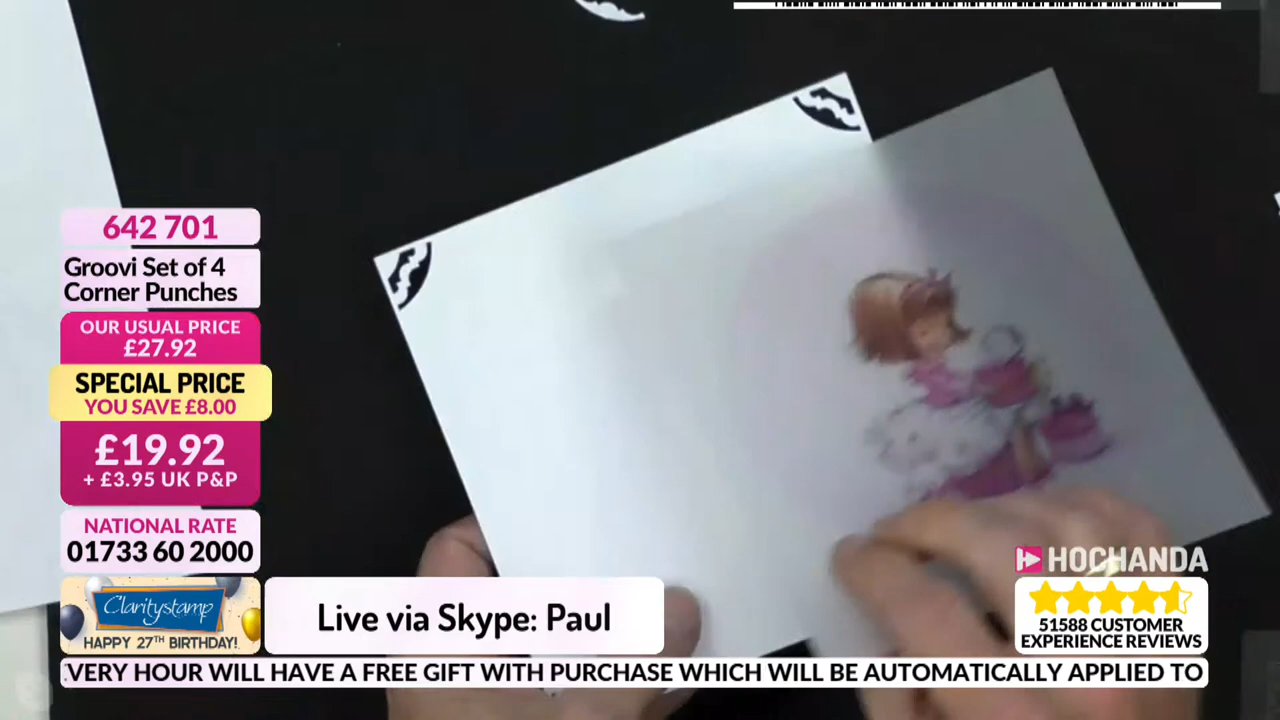 642 701
Groovi Set of 4
Corner Punches
OUR USUAL PRICE
£27.92
SPECIAL PRICE
YOU SAVE £8.00
£19.92
+ £3.95 UK P&P
NATIONAL RATE
01733 60 2000
Claritystamp
HAPPY 27TH BIRTHDAY!
Live via Skype: Paul
HOCHANDA
51588 CUSTOMER
EXPERIENCE REVIEWS
VERY HOUR WILL HAVE A FREE GIFT WITH PURCHASE WHICH WILL BE AUTOMATICALLY APPLIED TO